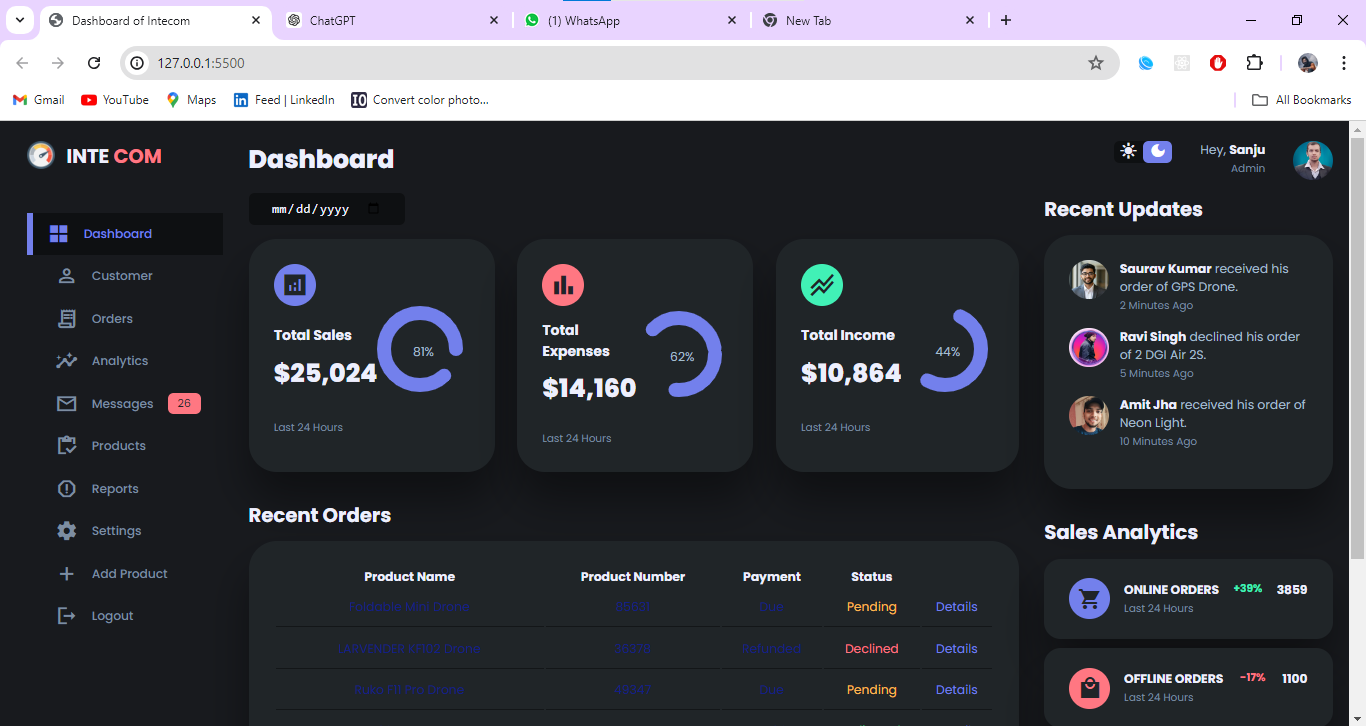 Dashboard of Intecom
ChatGPT
(1) WhatsApp
New Tab
127.0.0.1:5500
Gmail
YouTube
Maps
Feed | LinkedIn
Convert color photo...
All Bookmarks
INTE COM
Dashboard
Customer
Orders
Analytics
Messages 26
Products
Reports
Settings
Add Product
Logout
Dashboard
mm/dd/yyyy
Total Sales
$25,024
81%
Last 24 Hours
Total
Expenses
$14,160
62%
Last 24 Hours
Total Income
$10,864
44%
Last 24 Hours
Recent Orders
Product Name Product Number Payment Status
Foldable Mini Drone Due Pending Details
LARVENDER KF102 Drone Refunded Declined Details
Ruko F11 Pro Drone Due Pending Details
Hey, Sanju
Admin
Recent Updates
Saurav Kumar received his
order of GPS Drone.
2 Minutes Ago
Ravi Singh declined his order
of 2 DGI Air 2S.
5 Minutes Ago
Amit Jha received his order of
Neon Light.
10 Minutes Ago
Sales Analytics
ONLINE ORDERS +39% 3859
Last 24 Hours
OFFLINE ORDERS -17% 1100
Last 24 Hours